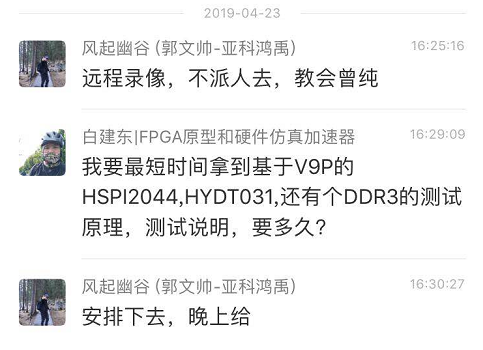 2019-04-23
风起幽谷 (郭文帅-亚科鸿禹)
16:25:16
远程录像，不派人去，教会曾纯
白建东|FPGA原型和硬件仿真加速器
16:29:09
我要最短时间拿到基于V9P的
HSPI2044,HYDT031,还有个DDR3的测试
原理，测试说明，要多久？
风起幽谷 (郭文帅-亚科鸿禹)
16:30:27
安排下去，晚上给